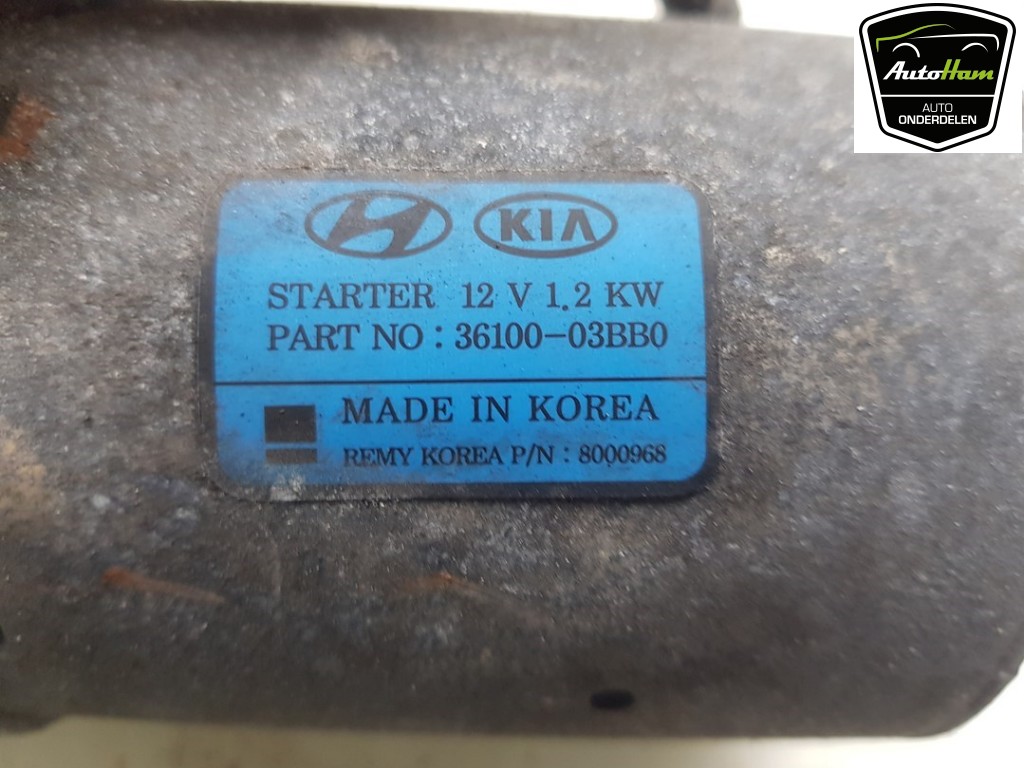 AutoHam
AUTO
ONDERDELEN
KIA
STARTER 12 V 1.2 KW
PART NO : 36100-03BB0
MADE IN KOREA
REMY KOREA P/N : 8000968